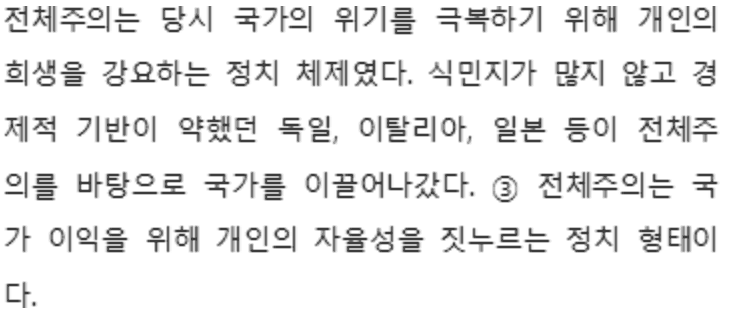 전체주의는 당시 국가의 위기를 극복하기 위해 개인의
희생을 강요하는 정치 체제였다. 식민지가 많지 않고 경
제적 기반이 약했던 독일, 이탈리아, 일본 등이 전체주
의를 바탕으로 국가를 이끌어나갔다. ③ 전체주의는 국
가 이익을 위해 개인의 자율성을 짓누르는 정치 형태이
다.